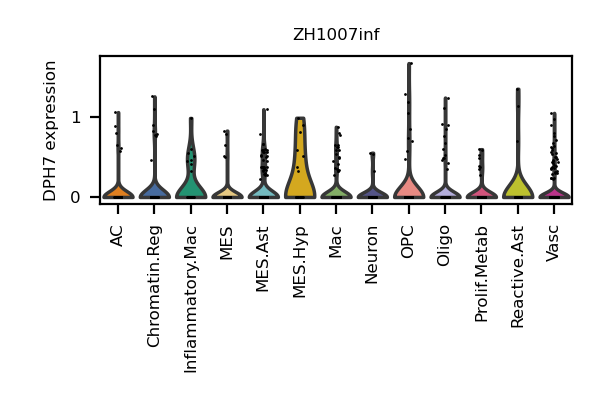 ZH1007inf
DPH7 expression
1
0
AC
Chromatin.Reg
Inflammatory.Mac
MES
MES.Ast
MES.Hyp
Mac
Neuron
OPC
Oligo
Prolif.Metab
Reactive.Ast
Vasc